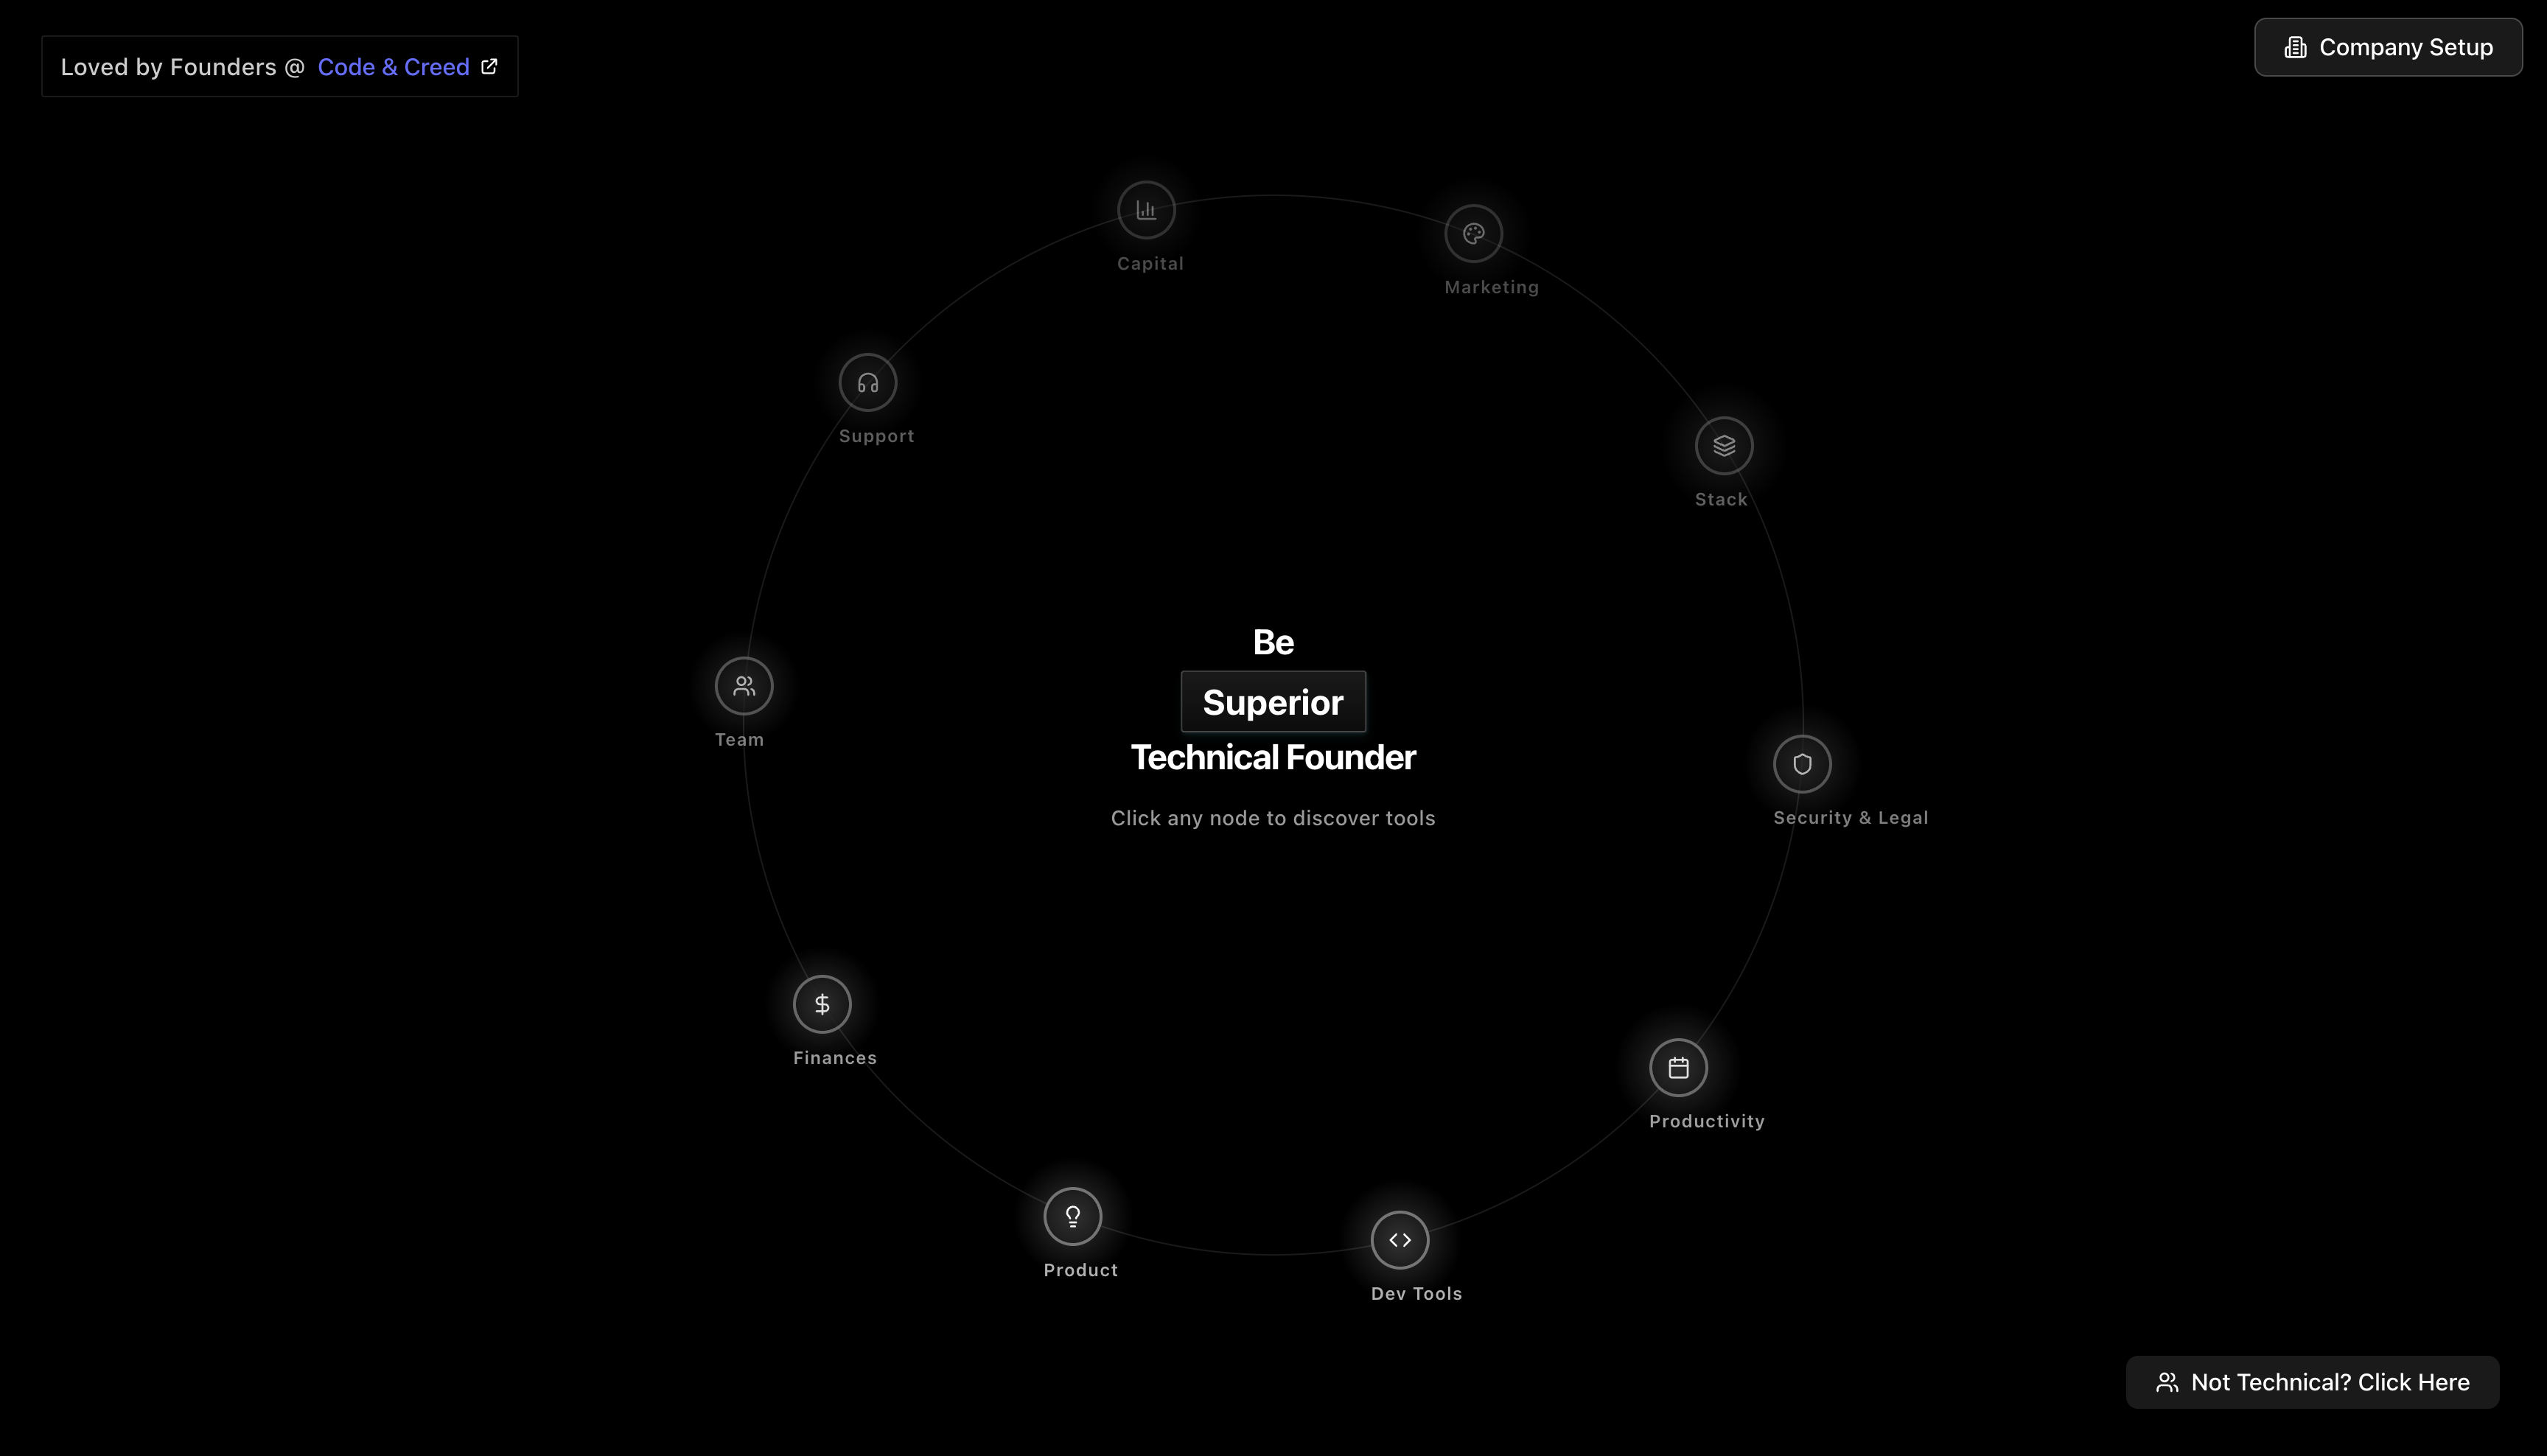 Loved by Founders @ Code & Creed
Company Setup
Capital
Marketing
Support
Stack
Be
Superior
Technical Founder
Click any node to discover tools
Team
Security & Legal
Finances
Productivity
Product
Dev Tools
Not Technical? Click Here